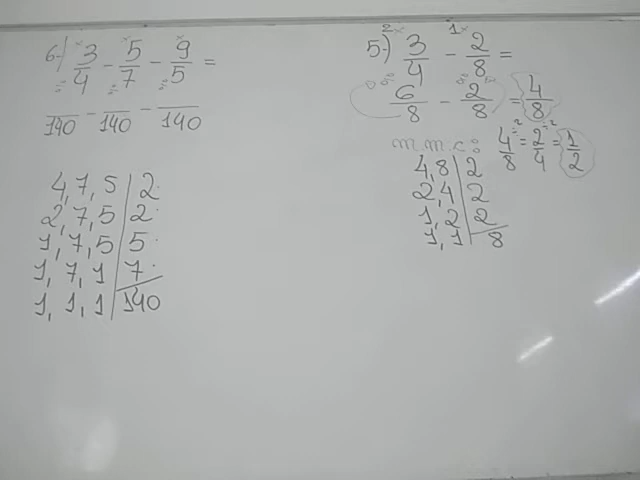 6-) 3/4 - 5/7 - 9/5 =
/140 - /140 - /140
4, 7, 5 | 2
2, 7, 5 | 2
1, 7, 5 | 5
1, 7, 1 | 7
1, 1, 1 | 140
5-) 3/4 - 2/8 =
6/8 - 2/8 = 4/8
m.m.c:
4, 8 | 2
2, 4 | 2
1, 2 | 2
1, 1 | 8
4/8 ÷2 = 2/4 ÷2 = 1/2